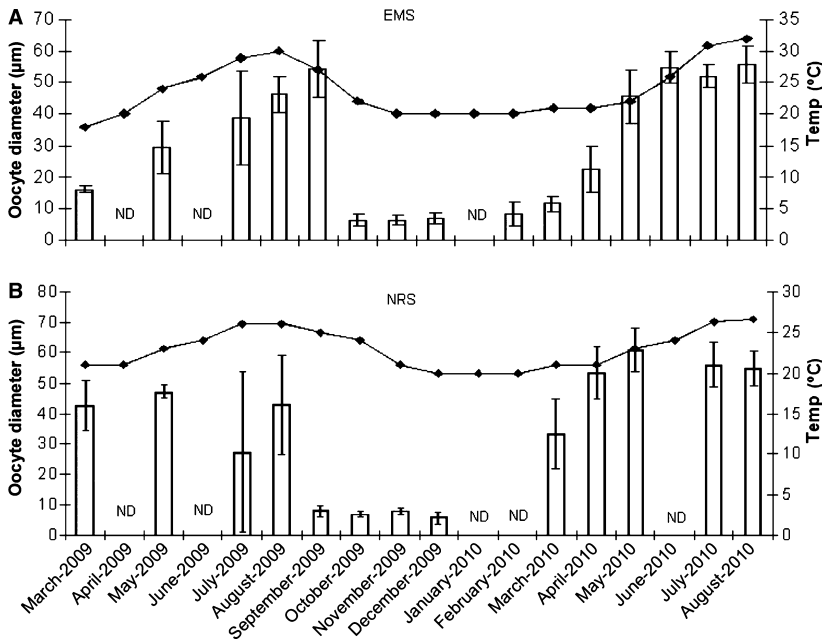 A
EMS
Oocyte diameter (µm)
70
60
50
40
30
20
10
0
ND
ND
ND
35
30
25
20
15
10
5
0
Temp (°C)
B
NRS
Oocyte diameter (µm)
80
70
60
50
40
30
20
10
0
ND
ND
ND
ND
ND
30
25
20
15
10
5
0
Temp (°C)
March-2009
April-2009
May-2009
June-2009
July-2009
August-2009
September-2009
October-2009
November-2009
December-2009
January-2010
February-2010
March-2010
April-2010
May-2010
June-2010
July-2010
August-2010